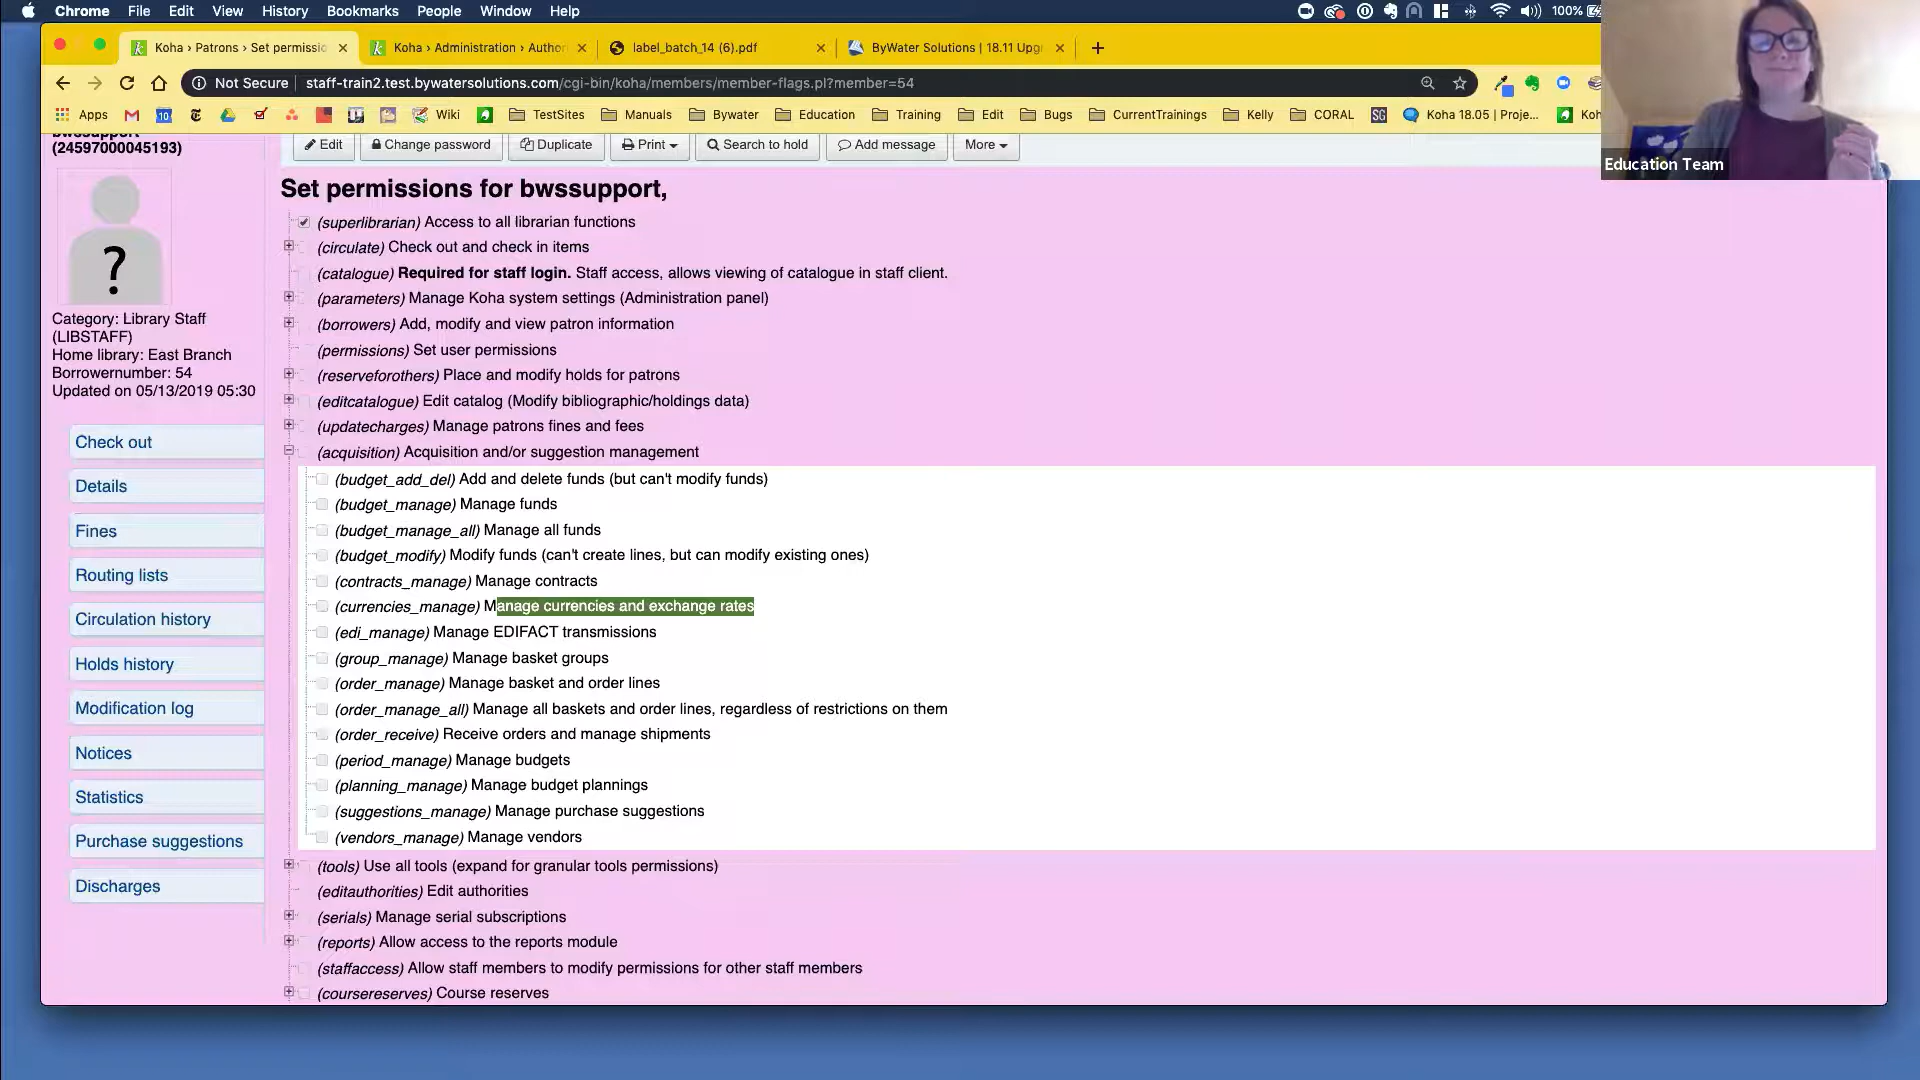 Chrome File Edit View History Bookmarks People Window Help 100%
Koha › Patrons › Set permissio Koha › Administration › Author label_batch_14 (6).pdf ByWater Solutions | 18.11 Upg
Not Secure staff-train2.test.bywatersolutions.com/cgi-bin/koha/members/member-flags.pl?member=54
Apps Wiki TestSites Manuals Bywater Education Training Edit Bugs CurrentTrainings Kelly CORAL SG Koha 18.05 | Proje... Koh
Education Team
bwssupport
(24597000045193)
Edit Change password Duplicate Print Search to hold Add message More
?
Category: Library Staff
(LIBSTAFF)
Home library: East Branch
Borrowernumber: 54
Updated on 05/13/2019 05:30
Check out
Details
Fines
Routing lists
Circulation history
Holds history
Modification log
Notices
Statistics
Purchase suggestions
Discharges
Set permissions for bwssupport,
(superlibrarian) Access to all librarian functions
(circulate) Check out and check in items
(catalogue) Required for staff login. Staff access, allows viewing of catalogue in staff client.
(parameters) Manage Koha system settings (Administration panel)
(borrowers) Add, modify and view patron information
(permissions) Set user permissions
(reserveforothers) Place and modify holds for patrons
(editcatalogue) Edit catalog (Modify bibliographic/holdings data)
(updatecharges) Manage patrons fines and fees
(acquisition) Acquisition and/or suggestion management
(budget_add_del) Add and delete funds (but can't modify funds)
(budget_manage) Manage funds
(budget_manage_all) Manage all funds
(budget_modify) Modify funds (can't create lines, but can modify existing ones)
(contracts_manage) Manage contracts
(currencies_manage) Manage currencies and exchange rates
(edi_manage) Manage EDIFACT transmissions
(group_manage) Manage basket groups
(order_manage) Manage basket and order lines
(order_manage_all) Manage all baskets and order lines, regardless of restrictions on them
(order_receive) Receive orders and manage shipments
(period_manage) Manage budgets
(planning_manage) Manage budget plannings
(suggestions_manage) Manage purchase suggestions
(vendors_manage) Manage vendors
(tools) Use all tools (expand for granular tools permissions)
(editauthorities) Edit authorities
(serials) Manage serial subscriptions
(reports) Allow access to the reports module
(staffaccess) Allow staff members to modify permissions for other staff members
(coursereserves) Course reserves